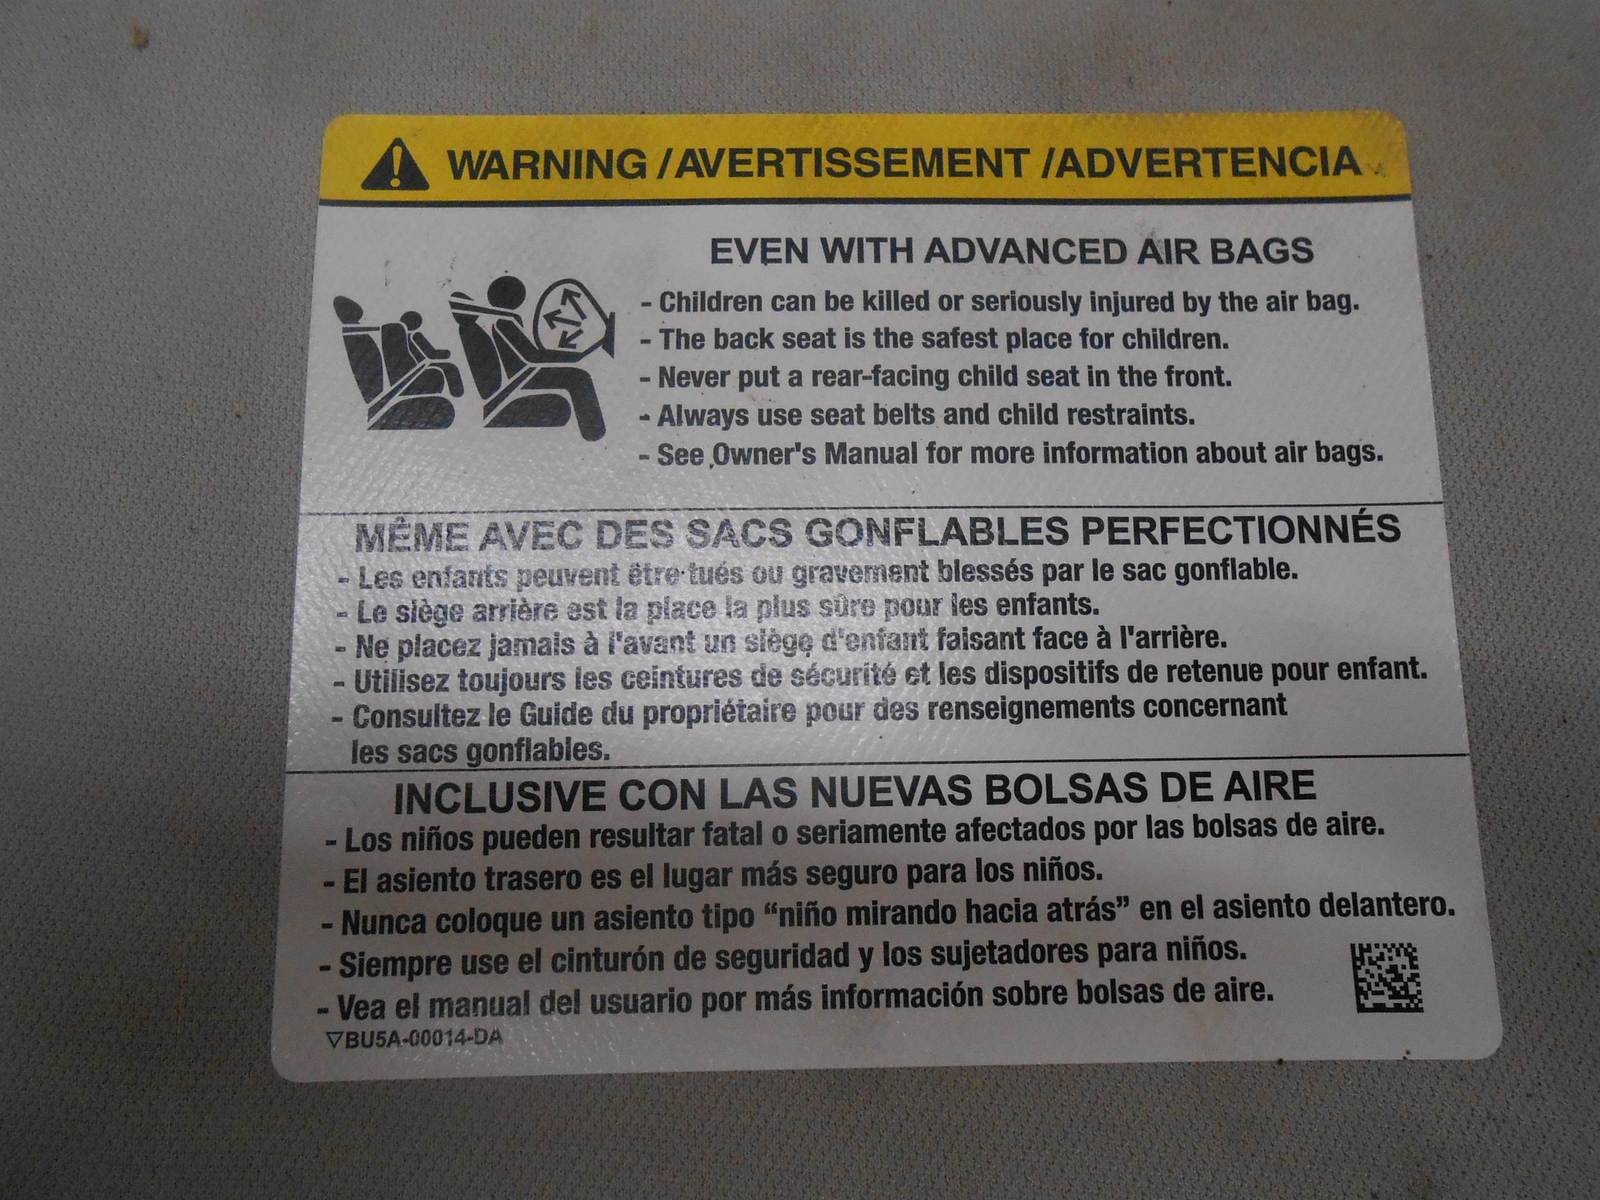 WARNING /AVERTISSEMENT /ADVERTENCIA
EVEN WITH ADVANCED AIR BAGS
- Children can be killed or seriously injured by the air bag.
- The back seat is the safest place for children.
- Never put a rear-facing child seat in the front.
- Always use seat belts and child restraints.
- See Owner's Manual for more information about air bags.
MÊME AVEC DES SACS GONFLABLES PERFECTIONNÉS
- Les enfants peuvent être tués ou gravement blessés par le sac gonflable.
- Le siège arrière est la place la plus sûre pour les enfants.
- Ne placez jamais à l'avant un siège d'enfant faisant face à l'arrière.
- Utilisez toujours les ceintures de sécurité et les dispositifs de retenue pour enfant.
- Consultez le Guide du propriétaire pour des renseignements concernant
les sacs gonflables.
INCLUSIVE CON LAS NUEVAS BOLSAS DE AIRE
- Los niños pueden resultar fatal o seriamente afectados por las bolsas de aire.
- El asiento trasero es el lugar más seguro para los niños.
- Nunca coloque un asiento tipo “niño mirando hacia atrás” en el asiento delantero.
- Siempre use el cinturón de seguridad y los sujetadores para niños.
- Vea el manual del usuario por más información sobre bolsas de aire.
▽BU5A-00014-DA